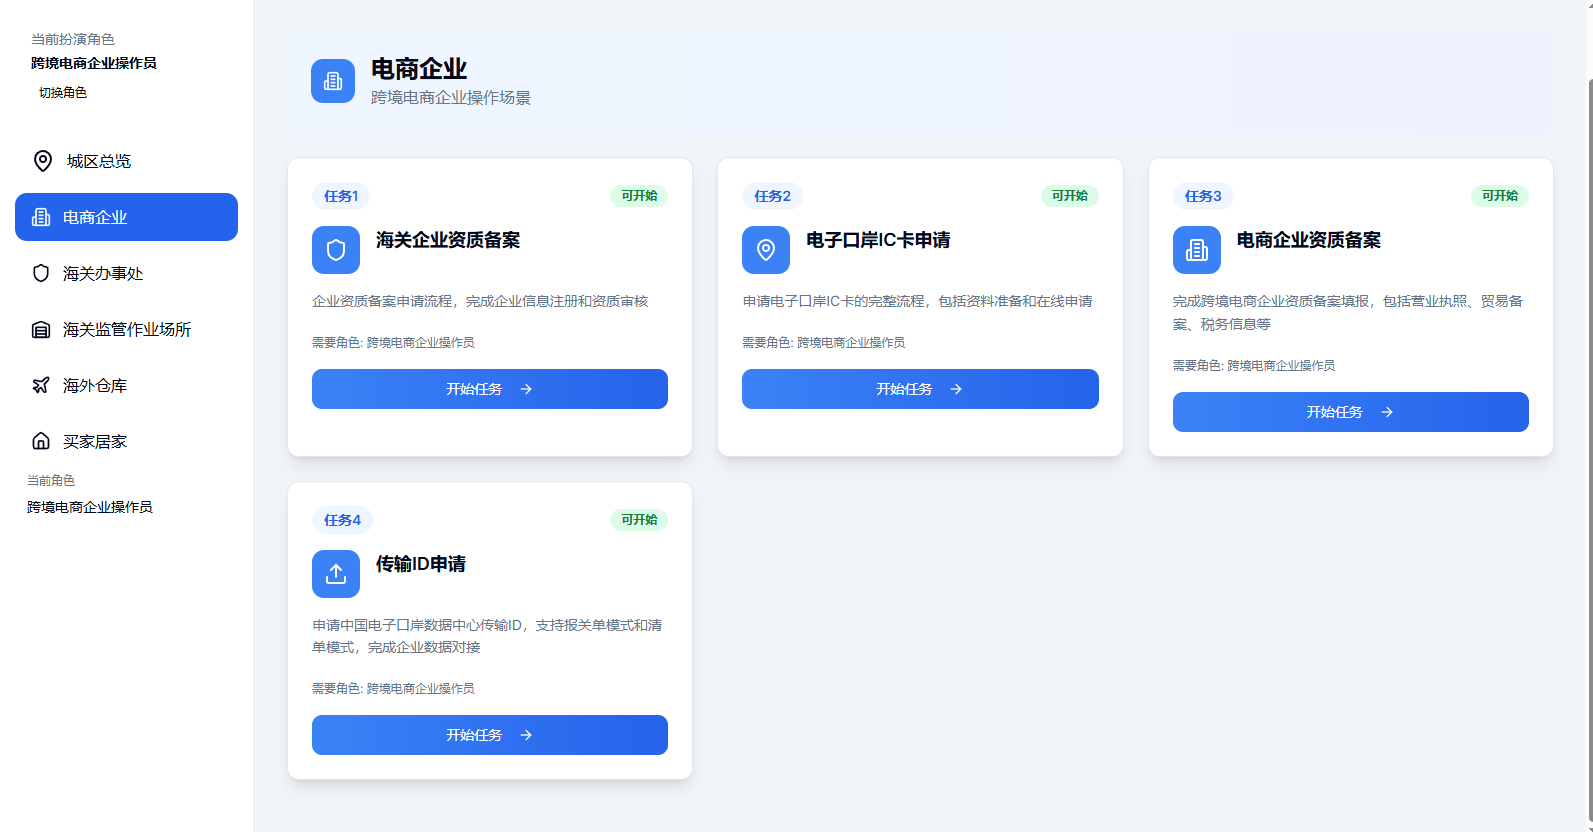 当前扮演角色
跨境电商企业操作员
切换角色
城区总览
电商企业
海关办事处
海关监管作业场所
海外仓库
买家居家
当前角色
跨境电商企业操作员
电商企业
跨境电商企业操作场景
任务1
可开始
海关企业资质备案
企业资质备案申请流程，完成企业信息注册和资质审核
需要角色: 跨境电商企业操作员
开始任务
任务2
可开始
电子口岸IC卡申请
申请电子口岸IC卡的完整流程，包括资料准备和在线申请
需要角色: 跨境电商企业操作员
开始任务
任务3
可开始
电商企业资质备案
完成跨境电商企业资质备案填报，包括营业执照、贸易备
案、税务信息等
需要角色: 跨境电商企业操作员
开始任务
任务4
可开始
传输ID申请
申请中国电子口岸数据中心传输ID，支持报关单模式和清
单模式，完成企业数据对接
需要角色: 跨境电商企业操作员
开始任务